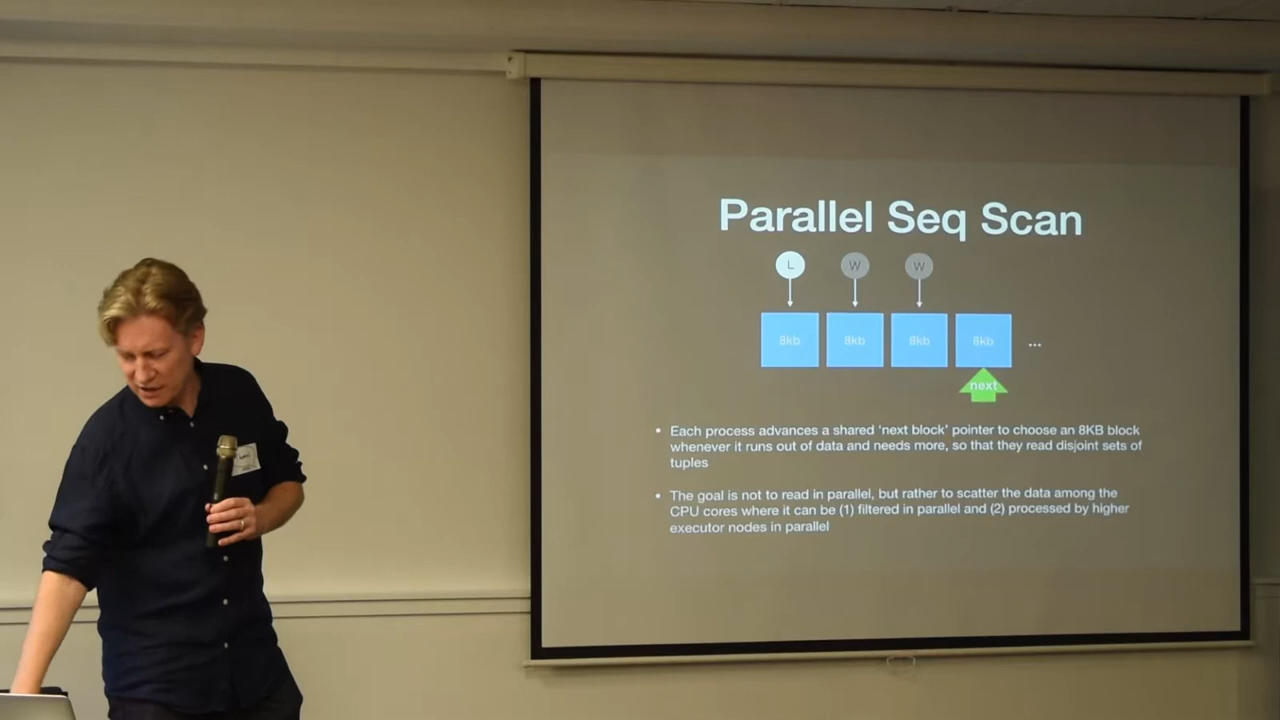 Parallel Seq Scan
L W W
8kb 8kb 8kb 8kb ...
next
• Each process advances a shared ‘next block’ pointer to choose an 8KB block
whenever it runs out of data and needs more, so that they read disjoint sets of
tuples
• The goal is not to read in parallel, but rather to scatter the data among the
CPU cores where it can be (1) filtered in parallel and (2) processed by higher
executor nodes in parallel